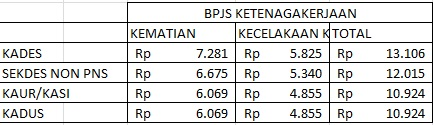 BPJS KETENAGAKERJAAN
KEMATIAN KECELAKAAN K TOTAL
KADES Rp 7.281 Rp 5.825 Rp 13.106
SEKDES NON PNS Rp 6.675 Rp 5.340 Rp 12.015
KAUR/KASI Rp 6.069 Rp 4.855 Rp 10.924
KADUS Rp 6.069 Rp 4.855 Rp 10.924